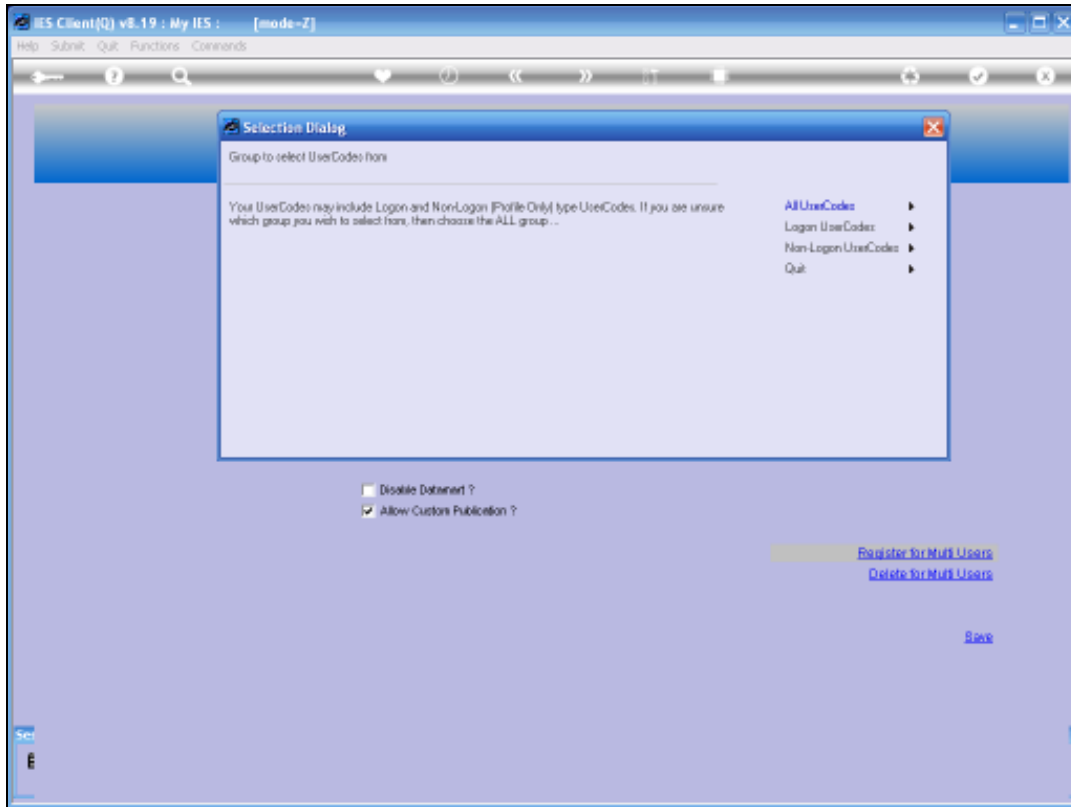 IES Client(Q) v8.19 : My IES :     [mode=Z]
Help  Submit  Quit  Functions  Commands
Selection Dialog
Group to select UserCodes from
Your UserCodes may include Logon and Non-Logon (Profile Only) type UserCodes. If you are unsure
which group you wish to select from, then choose the ALL group ...
All UserCodes
Logon UserCodes
Non-Logon UserCodes
Quit
Disable Datamart ?
Allow Custom Publication ?
Register for Multi Users
Delete for Multi Users
Save